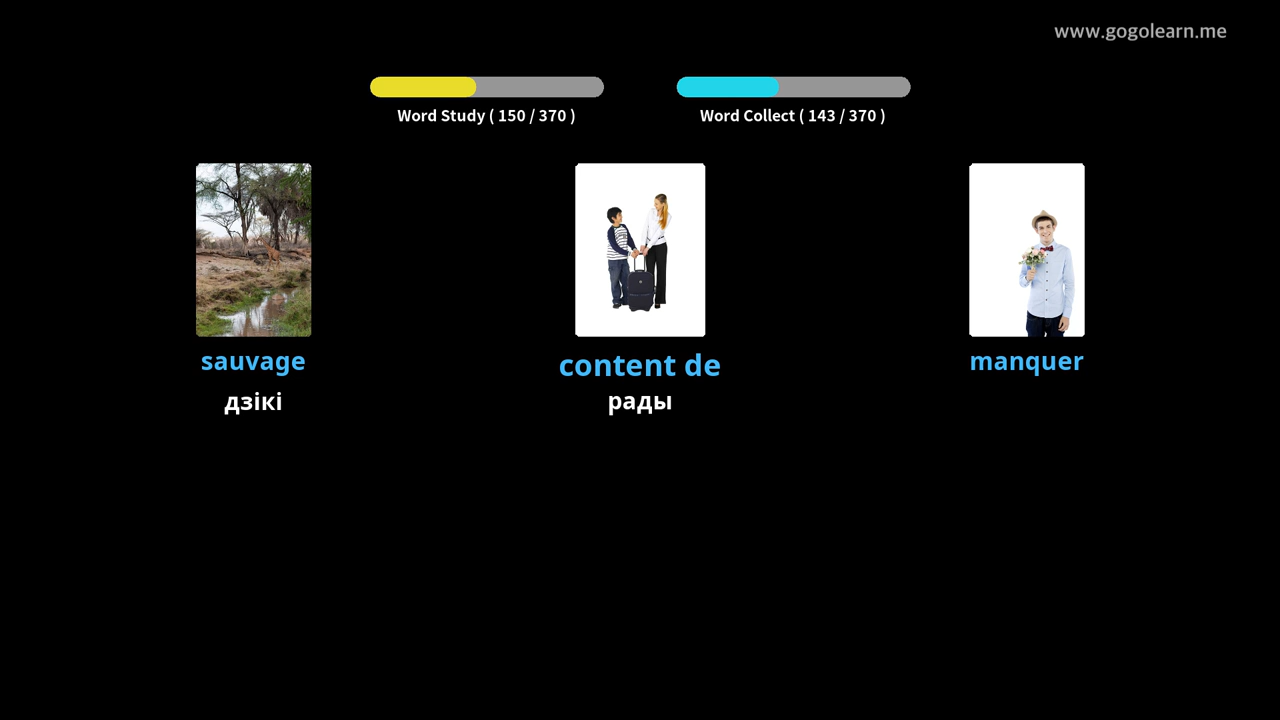 www.gogolearn.me
Word Study ( 150 / 370 )
Word Collect ( 143 / 370 )
sauvage
дзікі
content de
рады
manquer